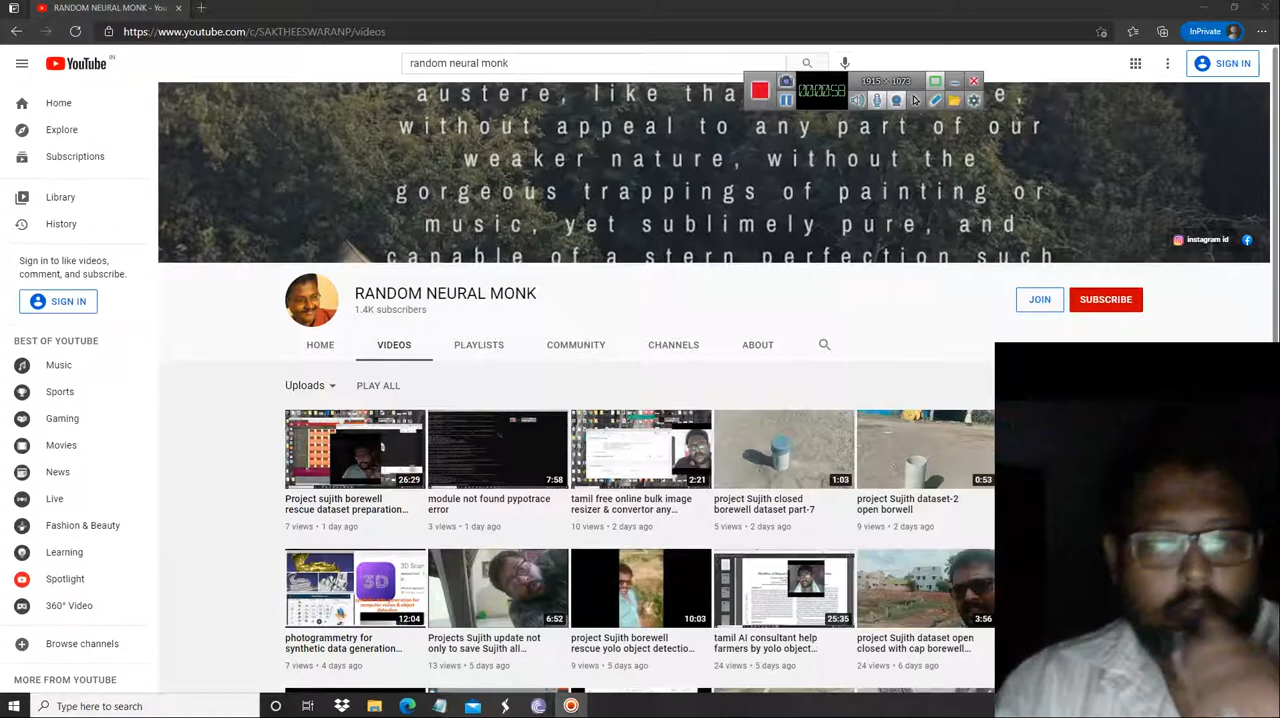 RANDOM NEURAL MONK - You
https://www.youtube.com/c/SAKTHEESWARANP/videos
InPrivate
YouTube IN
random neural monk
SIGN IN
1915 × 1073
00:00:58
Home
Explore
Subscriptions
Library
History
Sign in to like videos,
comment, and subscribe.
SIGN IN
BEST OF YOUTUBE
Music
Sports
Gaming
Movies
News
Live
Fashion & Beauty
Learning
Spotlight
360° Video
Browse channels
MORE FROM YOUTUBE
austere, like tha
without appeal to any part of our
weaker nature, without the
gorgeous trappings of painting or
music, yet sublimely pure, and
capable of a stern perfection such
instagram id
RANDOM NEURAL MONK
1.4K subscribers
JOIN
SUBSCRIBE
HOME
VIDEOS
PLAYLISTS
COMMUNITY
CHANNELS
ABOUT
Uploads
PLAY ALL
26:29
Project sujith borewell
rescue dataset preparation...
7 views • 1 day ago
7:58
module not found pypotrace
error
3 views • 1 day ago
2:21
tamil free online bulk image
resizer & convertor any...
10 views • 2 days ago
1:03
project Sujith closed
borewell dataset part-7
5 views • 2 days ago
0:53
project Sujith dataset-2
open borwell
9 views • 2 days ago
3D
12:04
photogrammetry for
synthetic data generation...
7 views • 4 days ago
6:52
Projects Sujith update not
only to save Sujith all...
13 views • 5 days ago
10:03
project Sujith borewell
rescue yolo object detectio...
9 views • 5 days ago
25:35
tamil AI consultant help
farmers by yolo object...
24 views • 5 days ago
3:56
project Sujith dataset open
closed with cap borewell...
24 views • 6 days ago
Type here to search